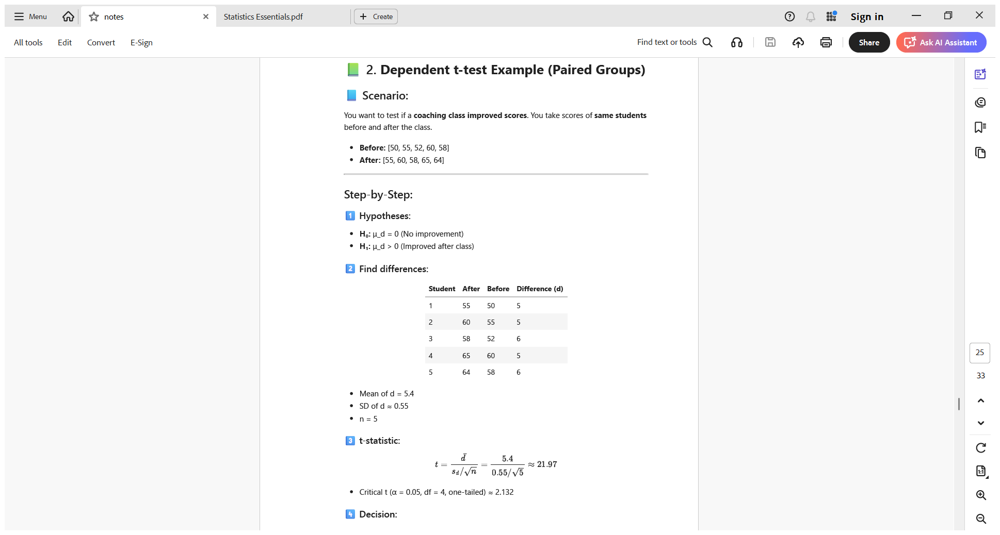 Menu
notes
Statistics Essentials.pdf
Create
Sign in
All tools
Edit
Convert
E-Sign
Find text or tools
Share
Ask AI Assistant
2. Dependent t-test Example (Paired Groups)
Scenario:
You want to test if a coaching class improved scores. You take scores of same students
before and after the class.
• Before: [50, 55, 52, 60, 58]
• After: [55, 60, 58, 65, 64]
Step-by-Step:
1 Hypotheses:
• H₀: μ_d = 0 (No improvement)
• H₁: μ_d > 0 (Improved after class)
2 Find differences:
Student After Before Difference (d)
1 55 50 5
2 60 55 5
3 58 52 6
4 65 60 5
5 64 58 6
• Mean of d = 5.4
• SD of d ≈ 0.55
• n = 5
3 t-statistic:
t = d̄ / (s_d/√n) = 5.4 / (0.55/√5) ≈ 21.97
• Critical t (α = 0.05, df = 4, one-tailed) ≈ 2.132
4 Decision:
25
33
1:1